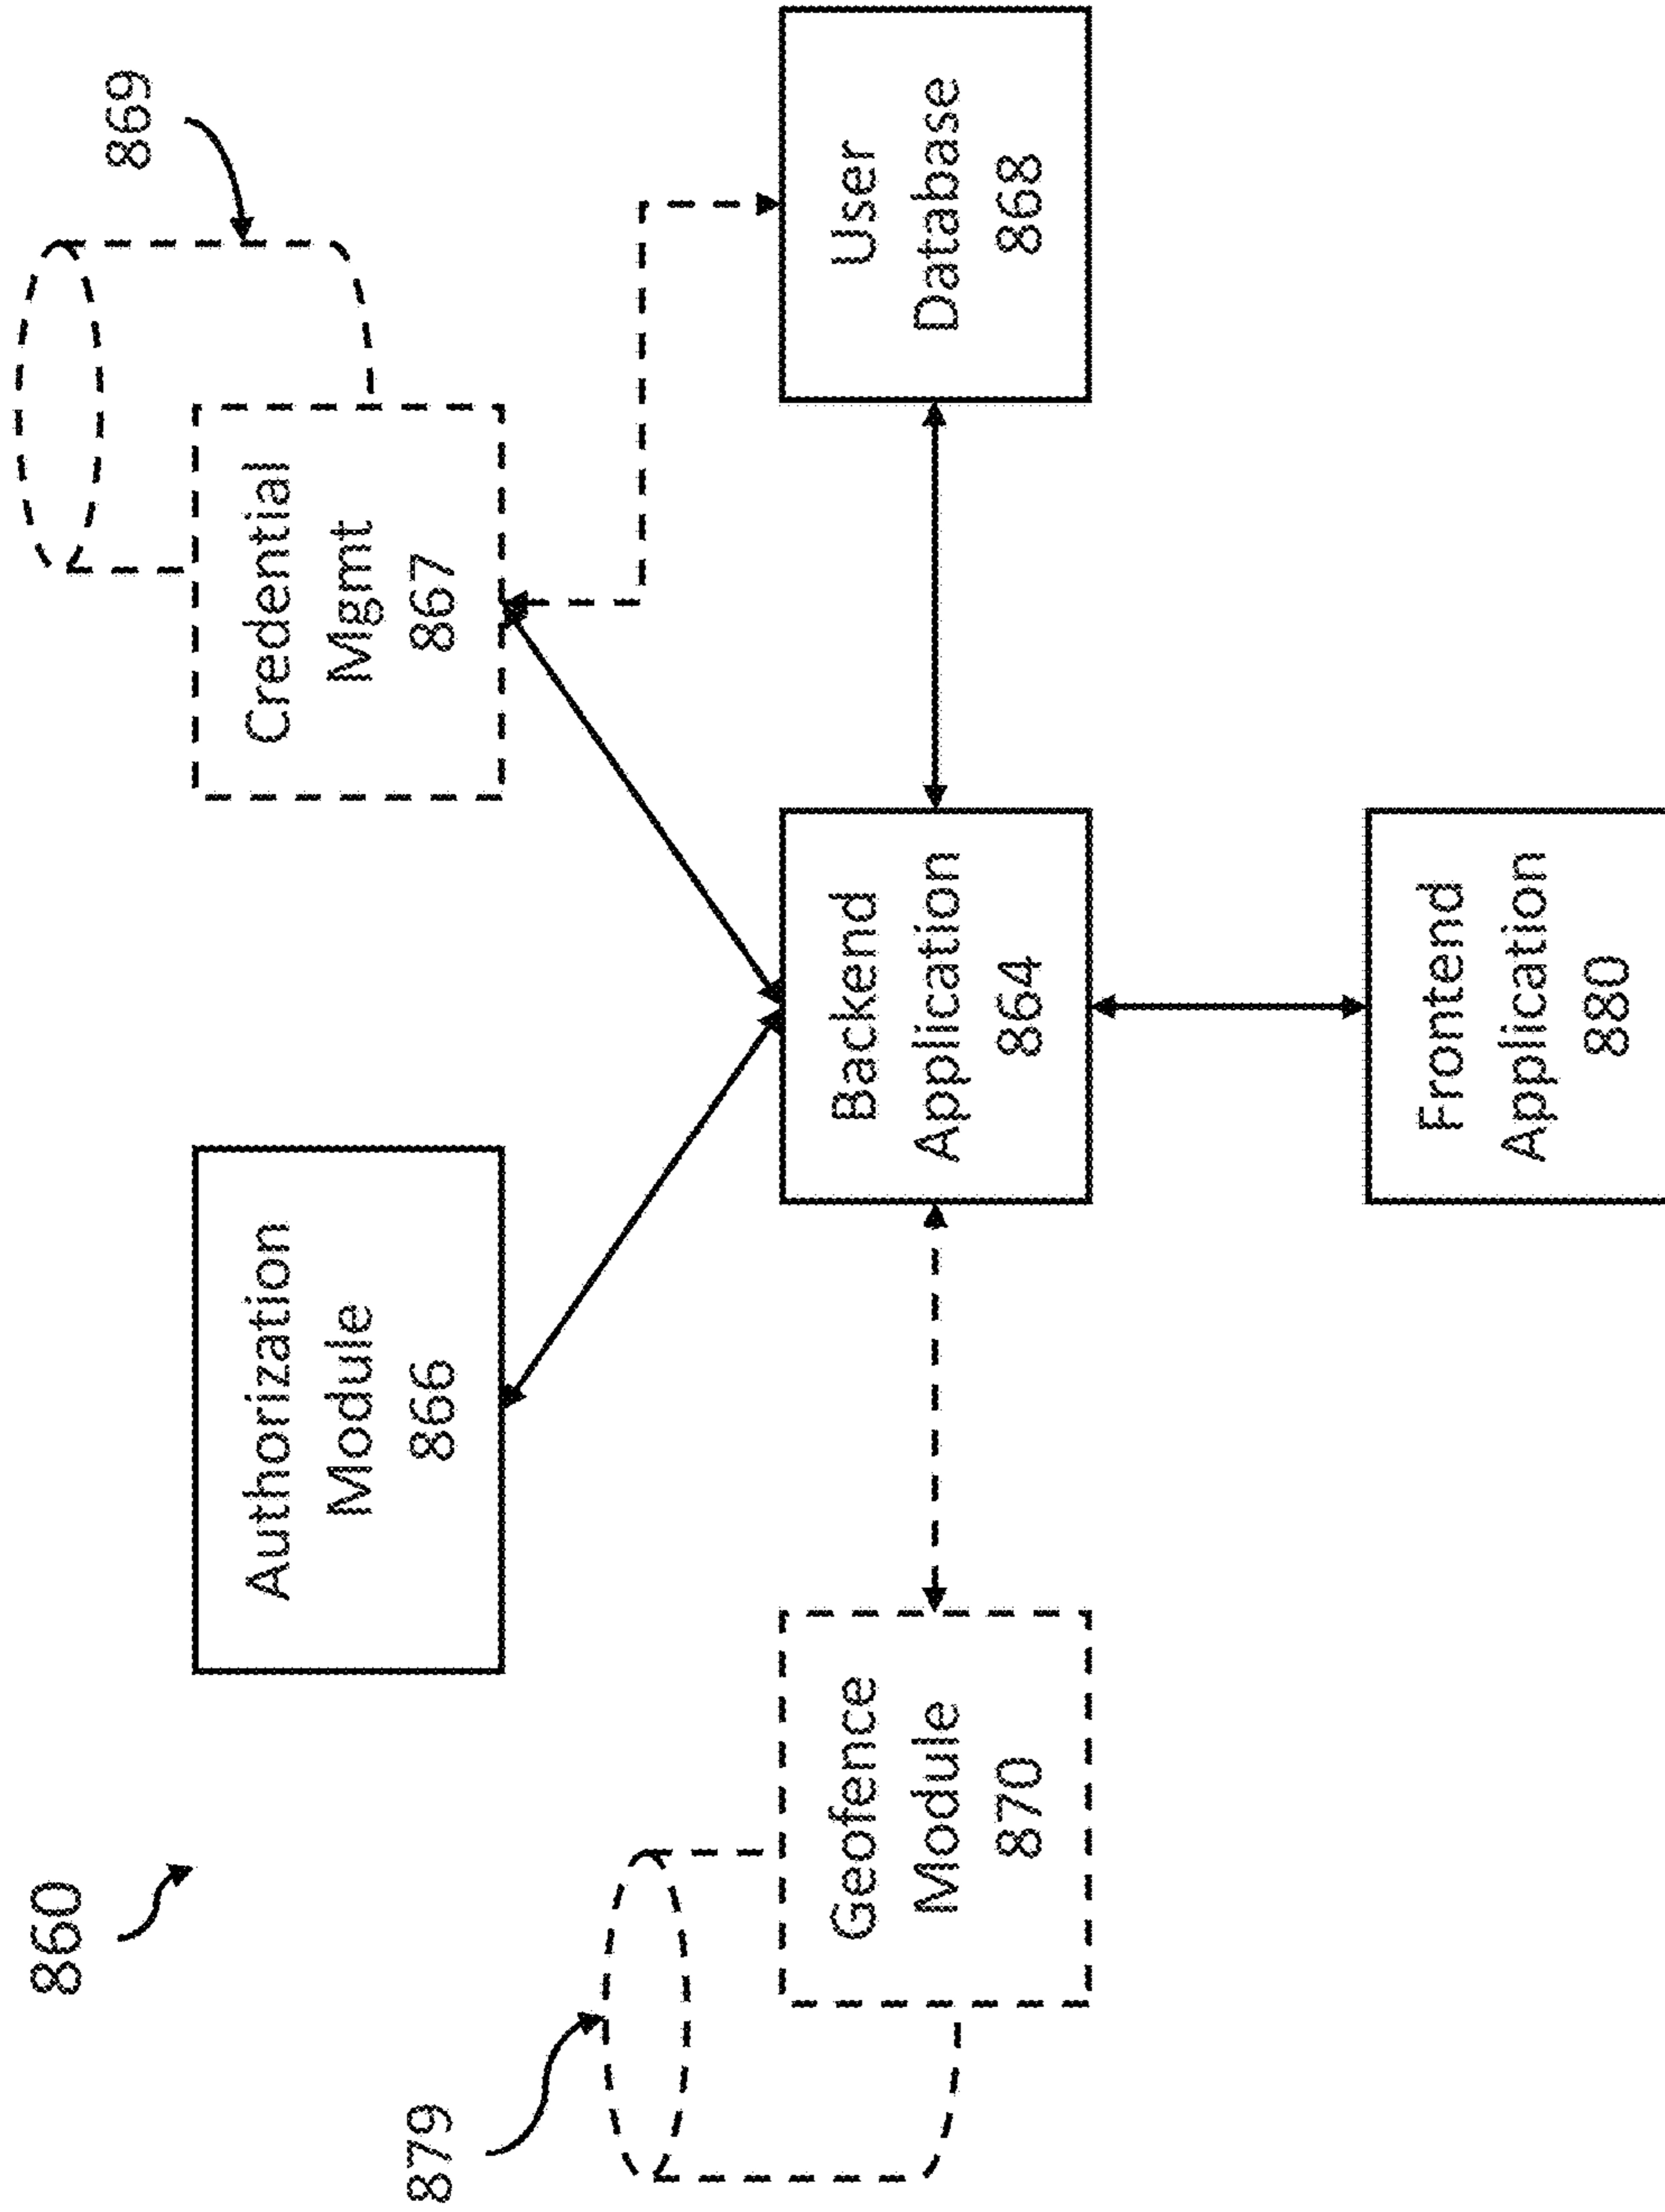 860
869
Authorization
Module
866
Credential
Mgmt
867
879
Geofence
Module
870
Backend
Application
864
User
Database
868
Frontend
Application
880